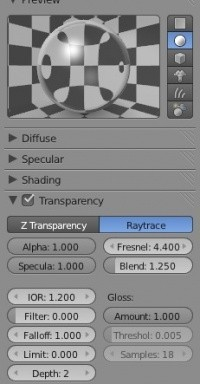 Preview
Diffuse
Specular
Shading
Transparency
Z Transparency Raytrace
Alpha: 1.000 Fresnel: 4.400
Specula: 1.000 Blend: 1.250
IOR: 1.200 Gloss:
Filter: 0.000 Amount: 1.000
Falloff: 1.000 Threshol: 0.005
Limit: 0.000 Samples: 18
Depth: 2